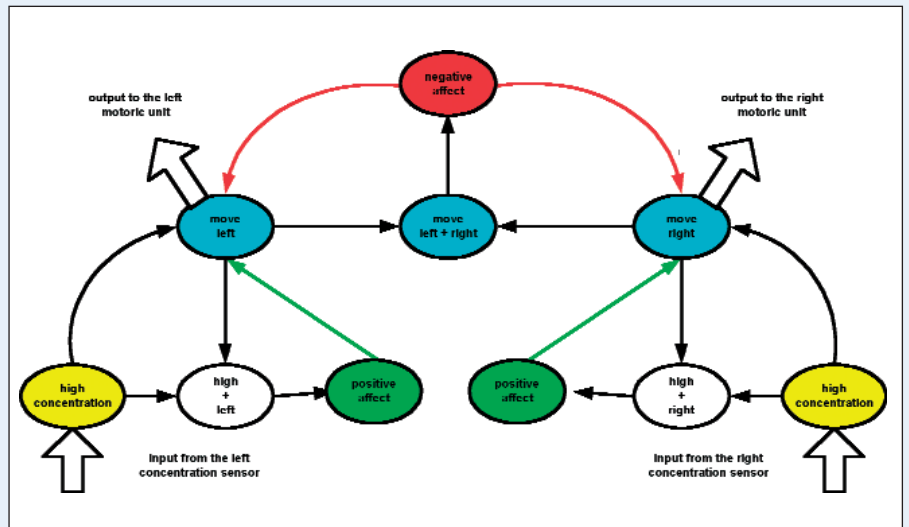 negative
affect
output to the left
motoric unit
output to the right
motoric unit
move
left
move
left + right
move
right
high
concentration
high
+
left
positive
affect
positive
affect
high
+
right
high
concentration
input from the left
concentration sensor
input from the right
concentration sensor